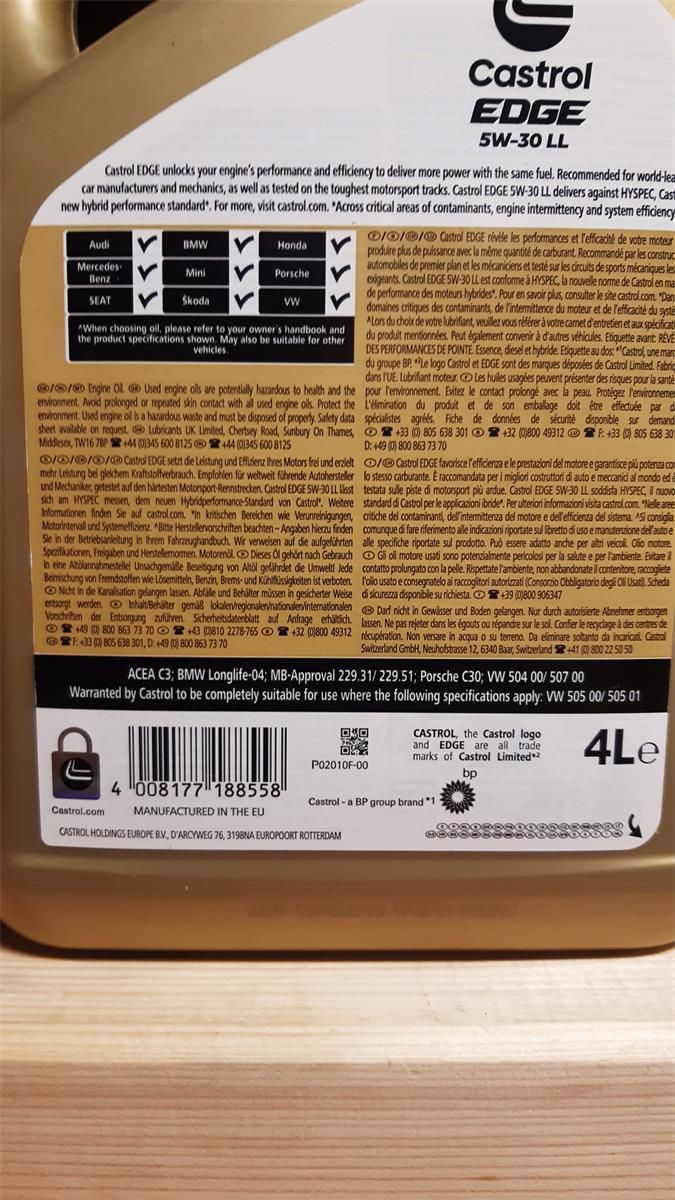 Castrol
EDGE
5W-30 LL
Castrol EDGE unlocks your engine's performance and efficiency to deliver more power with the same fuel. Recommended for
car manufacturers and mechanics, as well as tested on the toughest motorsport tracks. Castrol EDGE 5W-30 LL delivers against HYSPEC,
new hybrid performance standard*. For more, visit castrol.com. *Across critical areas of contaminants, engine intermittency and system efficiency
Audi BMW Honda
Mercedes-
Benz Mini Porsche
SEAT Škoda VW
^When choosing oil, please refer to your owner's handbook and
the product specifications shown. May also be suitable for other
vehicles.
Castrol EDGE révèle les performances et l'efficacité de votre moteur
produire plus de puissance avec la même quantité de carburant. Recommandé par les
automobiles de premier plan et les mécaniciens et testé sur les circuits de sports mécaniques les
exigeants. Castrol EDGE 5W-30 LL est conforme à HYSPEC, la nouvelle norme de Castrol en
de performance des moteurs hybrides*. Pour en savoir plus, consulter le site castrol.com.
domaines critiques des contaminants, de l'intermittence du moteur et de l'efficacité du
^Lors du choix de votre lubrifiant, veuillez vous référer à votre carnet d'entretien et aux
du produit mentionnées. Peut également convenir à d'autres véhicules. Etiquette avant:
DES PERFORMANCES DE POINTE. Essence, diesel et hybride. Etiquette au dos: *¹Castrol, une
du groupe BP. *²Le logo Castrol et EDGE sont des marques déposées de Castrol Limited.
dans l'UE. Lubrifiant moteur. Les huiles usagées peuvent présenter des risques pour la santé
pour l'environnement. Evitez le contact prolongé avec la peau. Protégez l'environnement
L'élimination du produit et de son emballage doit être effectuée par
spécialistes agréés. Fiche de données de sécurité disponible sur
☎ +33 (0) 805 638 301 ☎ +32 (0)800 49312 ☎ F: +33 (0) 805 638
D: +49 (0) 800 863 73 70
Engine Oil. Used engine oils are potentially hazardous to health and the
environment. Avoid prolonged or repeated skin contact with all used engine oils. Protect the
environment. Used engine oil is a hazardous waste and must be disposed of properly. Safety data
sheet available on request. Lubricants UK Limited, Chertsey Road, Sunbury On Thames,
Middlesex, TW16 7BP ☎ +44 (0)345 600 8125 ☎ +44 (0)345 600 8125
Castrol EDGE setzt die Leistung und Effizienz Ihres Motors frei und erzielt
mehr Leistung bei gleichem Kraftstoffverbrauch. Empfohlen für weltweit führende Autohersteller
und Mechaniker, getestet auf den härtesten Motorsport-Rennstrecken. Castrol EDGE 5W-30 LL lässt
sich am HYSPEC messen, dem neuen Hybridperformance-Standard von Castrol*. Weitere
Informationen finden Sie auf castrol.com. *In kritischen Bereichen wie Verunreinigungen,
Motorintervall und Systemeffizienz. ^Bitte Herstellervorschriften beachten – Angaben hierzu finden
Sie in der Betriebsanleitung in Ihrem Fahrzeughandbuch. Wir verweisen auf die aufgeführten
Spezifikationen, Freigaben und Herstellernormen. Motorenöl. Dieses Öl gehört nach Gebrauch
in eine Altölannahmestelle! Unsachgemäße Beseitigung von Altöl gefährdet die Umwelt! Jede
Beimischung von Fremdstoffen wie Lösemitteln, Benzin, Brems- und Kühlflüssigkeiten ist verboten.
Nicht in die Kanalisation gelangen lassen. Abfälle und Behälter müssen in gesicherter Weise
entsorgt werden. Inhalt/Behälter gemäß lokalen/regionalen/nationalen/internationalen
Vorschriften der Entsorgung zuführen. Sicherheitsdatenblatt auf Anfrage erhältlich.
☎ +49 (0) 800 863 73 70 ☎ +43 (0)810 2278-765 ☎ +32 (0)800 49312
☎ F: +33 (0) 805 638 301, D: +49 (0) 800 863 73 70
Castrol EDGE favorisce l'efficienza e le prestazioni del motore e garantisce più potenza
lo stesso carburante. È raccomandata per i migliori costruttori di auto e meccanici al mondo ed è
testata sulle piste di motorsport più ardue. Castrol EDGE 5W-30 LL soddisfa HYSPEC, il nuovo
standard di Castrol per le applicazioni ibride*. Per ulteriori informazioni visita castrol.com. *Nelle aree
critiche dei contaminanti, dell'intermittenza del motore e dell'efficienza del sistema. ^Si consiglia
comunque di fare riferimento alle indicazioni riportate sul libretto di uso e manutenzione dell'auto e
alle specifiche riportate sul prodotto. Può essere adatto anche per altri veicoli. Olio motore.
Gli oli motore usati sono potenzialmente pericolosi per la salute e per l'ambiente. Evitare il
contatto prolungato con la pelle. Rispettate l'ambiente, non abbandonate il contenitore, raccogliete
l'olio usato e consegnatelo ai raccoglitori autorizzati (Consorzio Obbligatorio degli Oli Usati). Scheda
di sicurezza disponibile su richiesta. ☎ +39 (0)800 906347
Darf nicht in Gewässer und Boden gelangen. Nur durch autorisierte Abnehmer entsorgen
lassen. Ne pas rejeter dans les égouts ou répandre sur le sol. Confier le recyclage à des centres de
récupération. Non versare in acqua o su terreno. Da eliminare soltanto da incaricati. Castrol
Switzerland GmbH, Neuhofstrasse 12, 6340 Baar, Switzerland ☎ +41 (0) 800 22 50 50
ACEA C3; BMW Longlife-04; MB-Approval 229.31/ 229.51; Porsche C30; VW 504 00/ 507 00
Warranted by Castrol to be completely suitable for use where the following specifications apply: VW 505 00/ 505 01
4 008177 188558
P02010F-00
CASTROL, the Castrol logo
and EDGE are all trade
marks of Castrol Limited*²
4Le
bp
Castrol - a BP group brand *¹
Castrol.com
MANUFACTURED IN THE EU
CASTROL HOLDINGS EUROPE B.V., D'ARCYWEG 76, 3198NA EUROPOORT ROTTERDAM